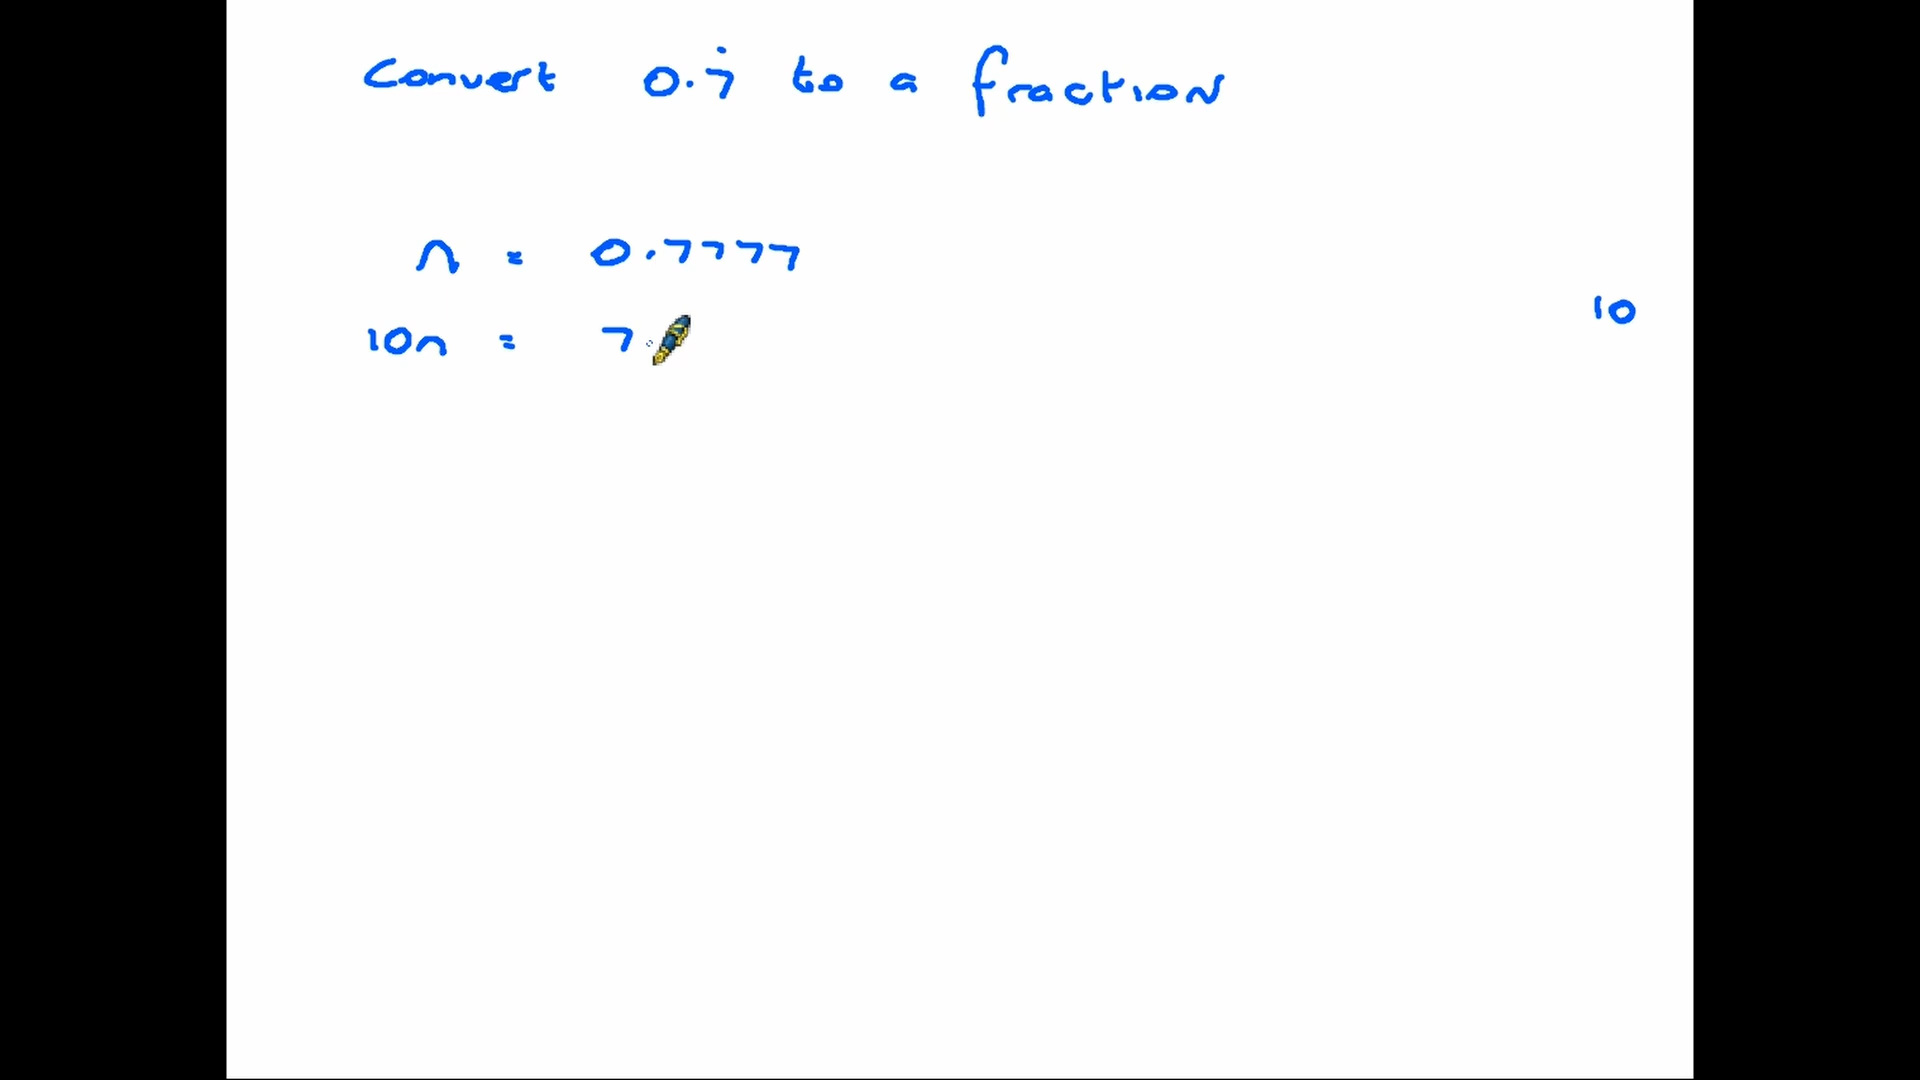 Convert 0.7̇ to a fraction
n = 0.7777
10
10n = 7.